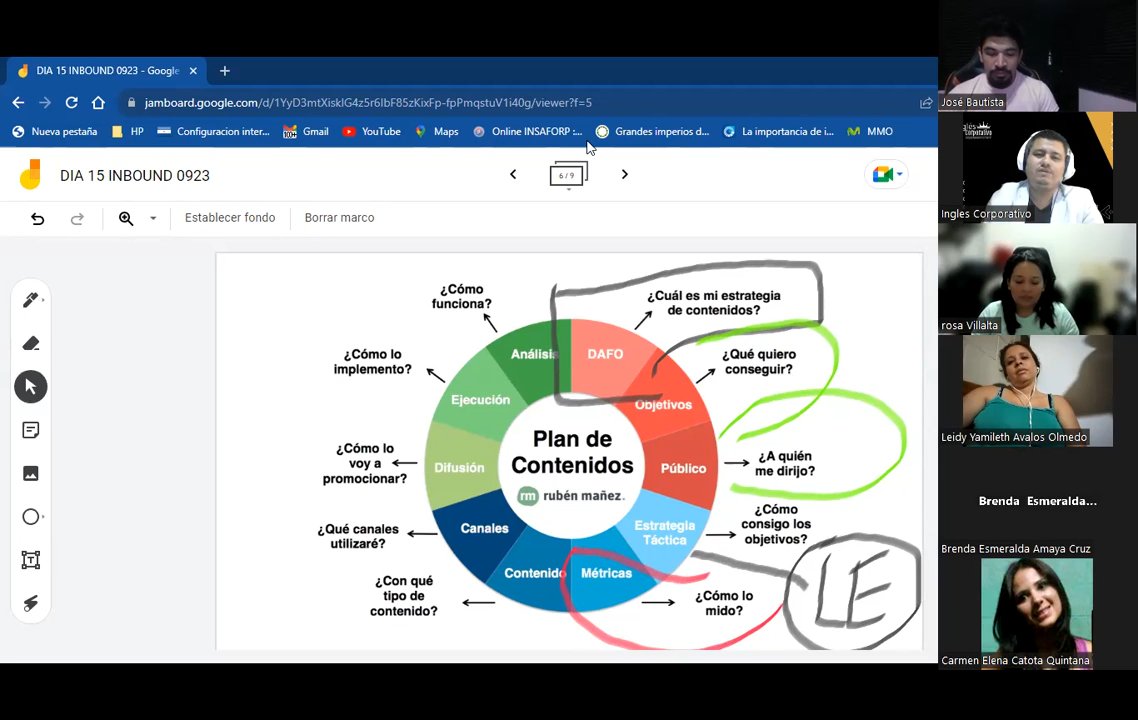 DIA 15 INBOUND 0923 - Google
jamboard.google.com/d/1YyD3mtXisklG4z5r6IbF85zKixFp-fpPmqstuV1i40g/viewer?f=5
Nueva pestaña
HP
Configuracion inter...
10+
Gmail
YouTube
Maps
Online INSAFORP :...
Grandes imperios d...
La importancia de i...
MMO
DIA 15 INBOUND 0923
6 / 9
Establecer fondo
Borrar marco
¿Cómo
funciona?
¿Cuál es mi estrategia
de contenidos?
¿Cómo lo
implemento?
Análisis
DAFO
¿Qué quiero
conseguir?
Ejecución
Objetivos
Plan de
Contenidos
rm rubén mañez.
¿Cómo lo
voy a
promocionar?
Difusión
Público
¿A quién
me dirijo?
¿Qué canales
utilizaré?
Canales
Estrategia
Táctica
¿Cómo
consigo los
objetivos?
¿Con qué
tipo de
contenido?
Contenido
Métricas
¿Cómo lo
mido?
LE
José Bautista
glés
Corporativo
Ingles Corporativo
rosa Villalta
Leidy Yamileth Avalos Olmedo
Brenda Esmeralda...
Brenda Esmeralda Amaya Cruz
Carmen Elena Catota Quintana